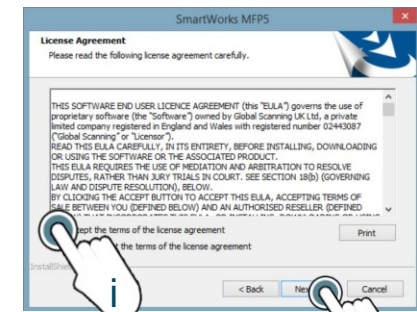 SmartWorks MFP5
License Agreement
Please read the following license agreement carefully.
THIS SOFTWARE END USER LICENCE AGREEMENT (this "EULA") governs the use of
proprietary software (the "Software") owned by Global Scanning UK Ltd, a private
limited company registered in England and Wales with registered number 02443087
("Global Scanning" or "Licensor").
READ THIS EULA CAREFULLY, IN ITS ENTIRETY, BEFORE INSTALLING, DOWNLOADING
OR USING THE SOFTWARE OR THE ASSOCIATED PRODUCT.
THIS EULA REQUIRES THE USE OF MEDIATION AND ARBITRATION TO RESOLVE
DISPUTES, RATHER THAN JURY TRIALS IN COURT. SEE SECTION 18(b) (GOVERNING
LAW AND DISPUTE RESOLUTION), BELOW.
BY CLICKING THE ACCEPT BUTTON TO ACCEPT THIS EULA, ACCEPTING TERMS OF
SALE BETWEEN YOU (DEFINED BELOW) AND AN AUTHORISED RESELLER (DEFINED
the terms of the license agreement
Print
the terms of the license agreement
i
< Back
Cancel